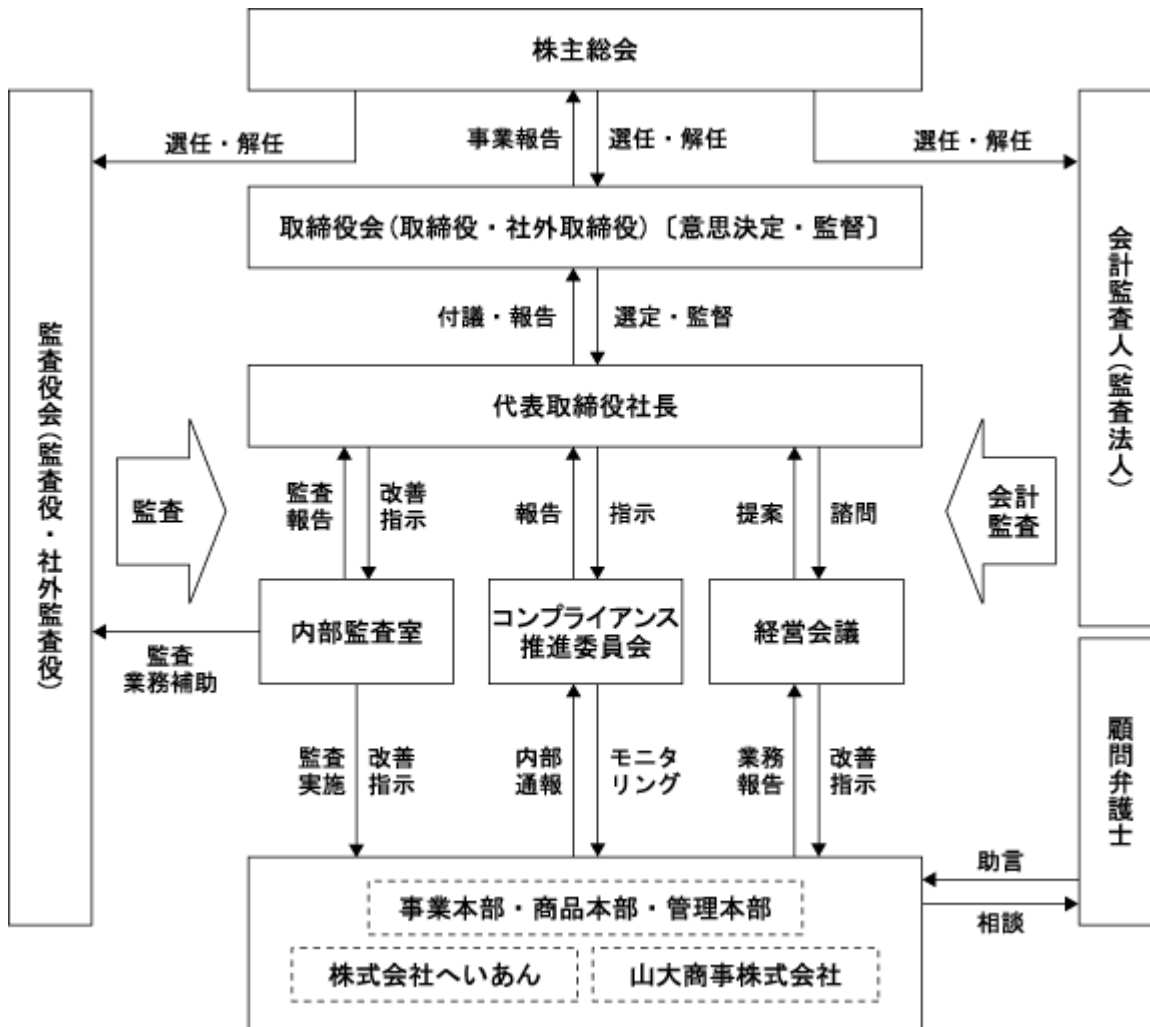 株主総会
選任・解任
事業報告
選任・解任
選任・解任
取締役会(取締役・社外取締役)〔意思決定・監督〕
付議・報告
選定・監督
代表取締役社長
監査役会(監査役・社外監査役)
会計監査人(監査法人)
監査
会計
監査
監査
報告
改善
指示
報告
指示
提案
諮問
内部監査室
コンプライアンス
推進委員会
経営会議
監査
業務補助
監査
実施
改善
指示
内部
通報
モニタ
リング
業務
報告
改善
指示
顧問弁護士
助言
相談
事業本部・商品本部・管理本部
株式会社へいあん
山大商事株式会社